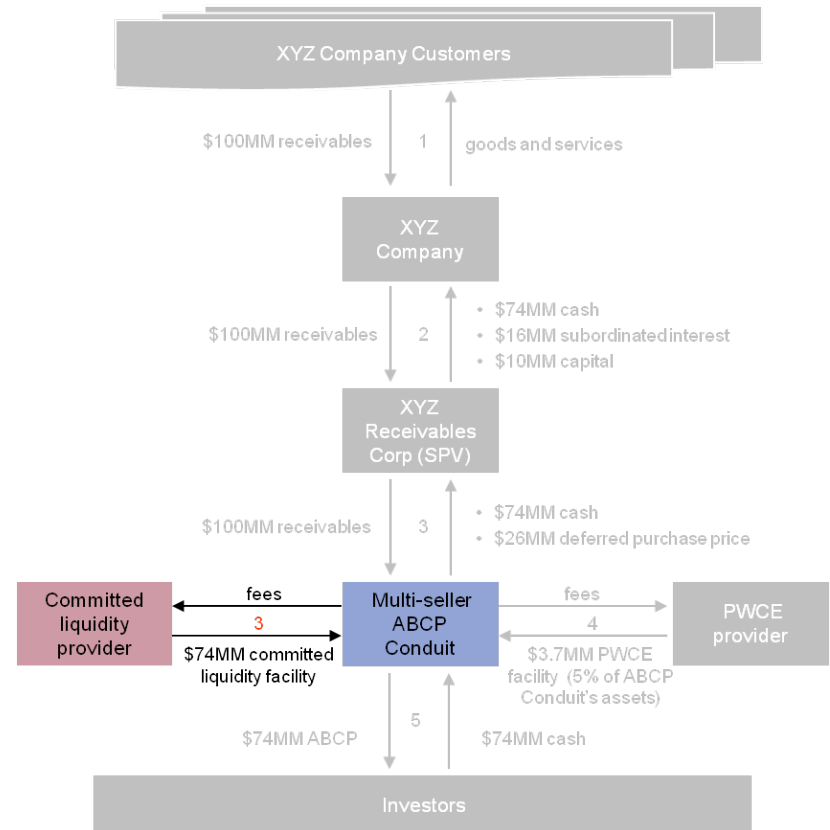 XYZ Company Customers
$100MM receivables
1
goods and services
XYZ
Company
$100MM receivables
2
• $74MM cash
• $16MM subordinated interest
• $10MM capital
XYZ
Receivables
Corp (SPV)
$100MM receivables
3
• $74MM cash
• $26MM deferred purchase price
Committed
liquidity
provider
fees
3
$74MM committed
liquidity facility
Multi-seller
ABCP
Conduit
fees
4
$3.7MM PWCE
facility (5% of ABCP
Conduit's assets)
PWCE
provider
$74MM ABCP
5
$74MM cash
Investors